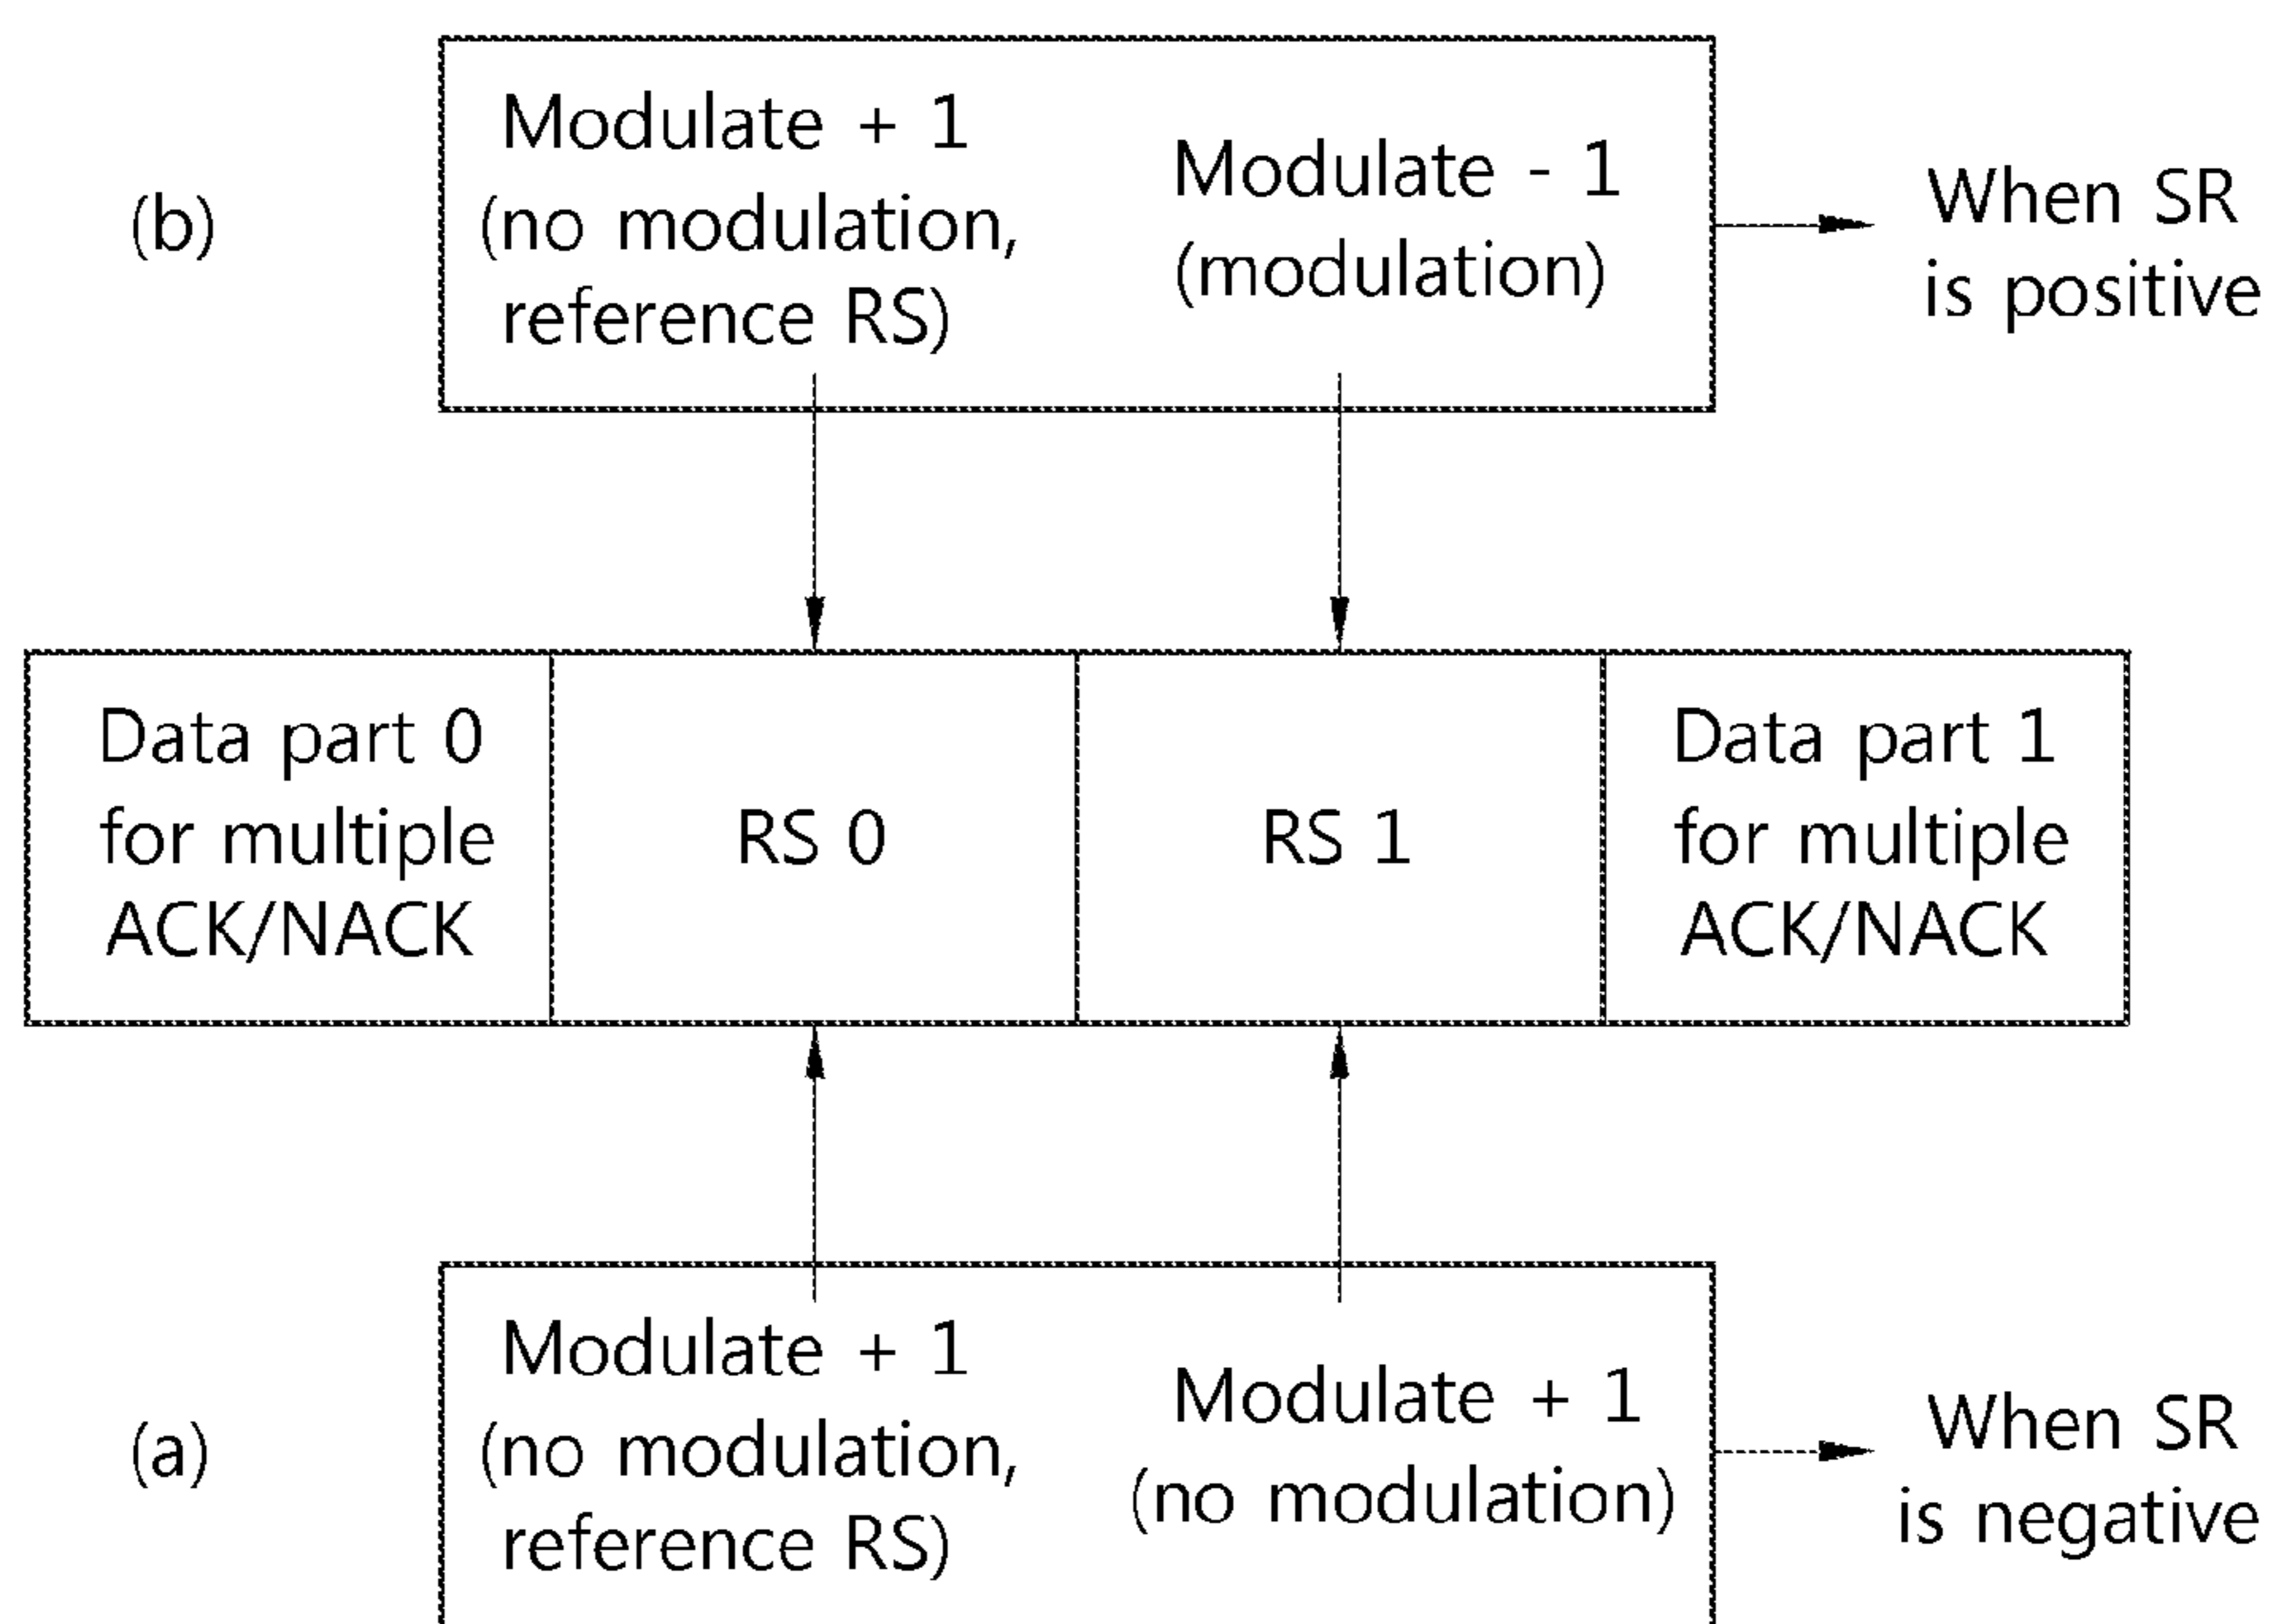 (b)
Modulate + 1
(no modulation,
reference RS)
Modulate - 1
(modulation)
When SR
is positive
Data part 0
for multiple
ACK/NACK
RS 0
RS 1
Data part 1
for multiple
ACK/NACK
(a)
Modulate + 1
(no modulation,
reference RS)
Modulate + 1
(no modulation)
When SR
is negative